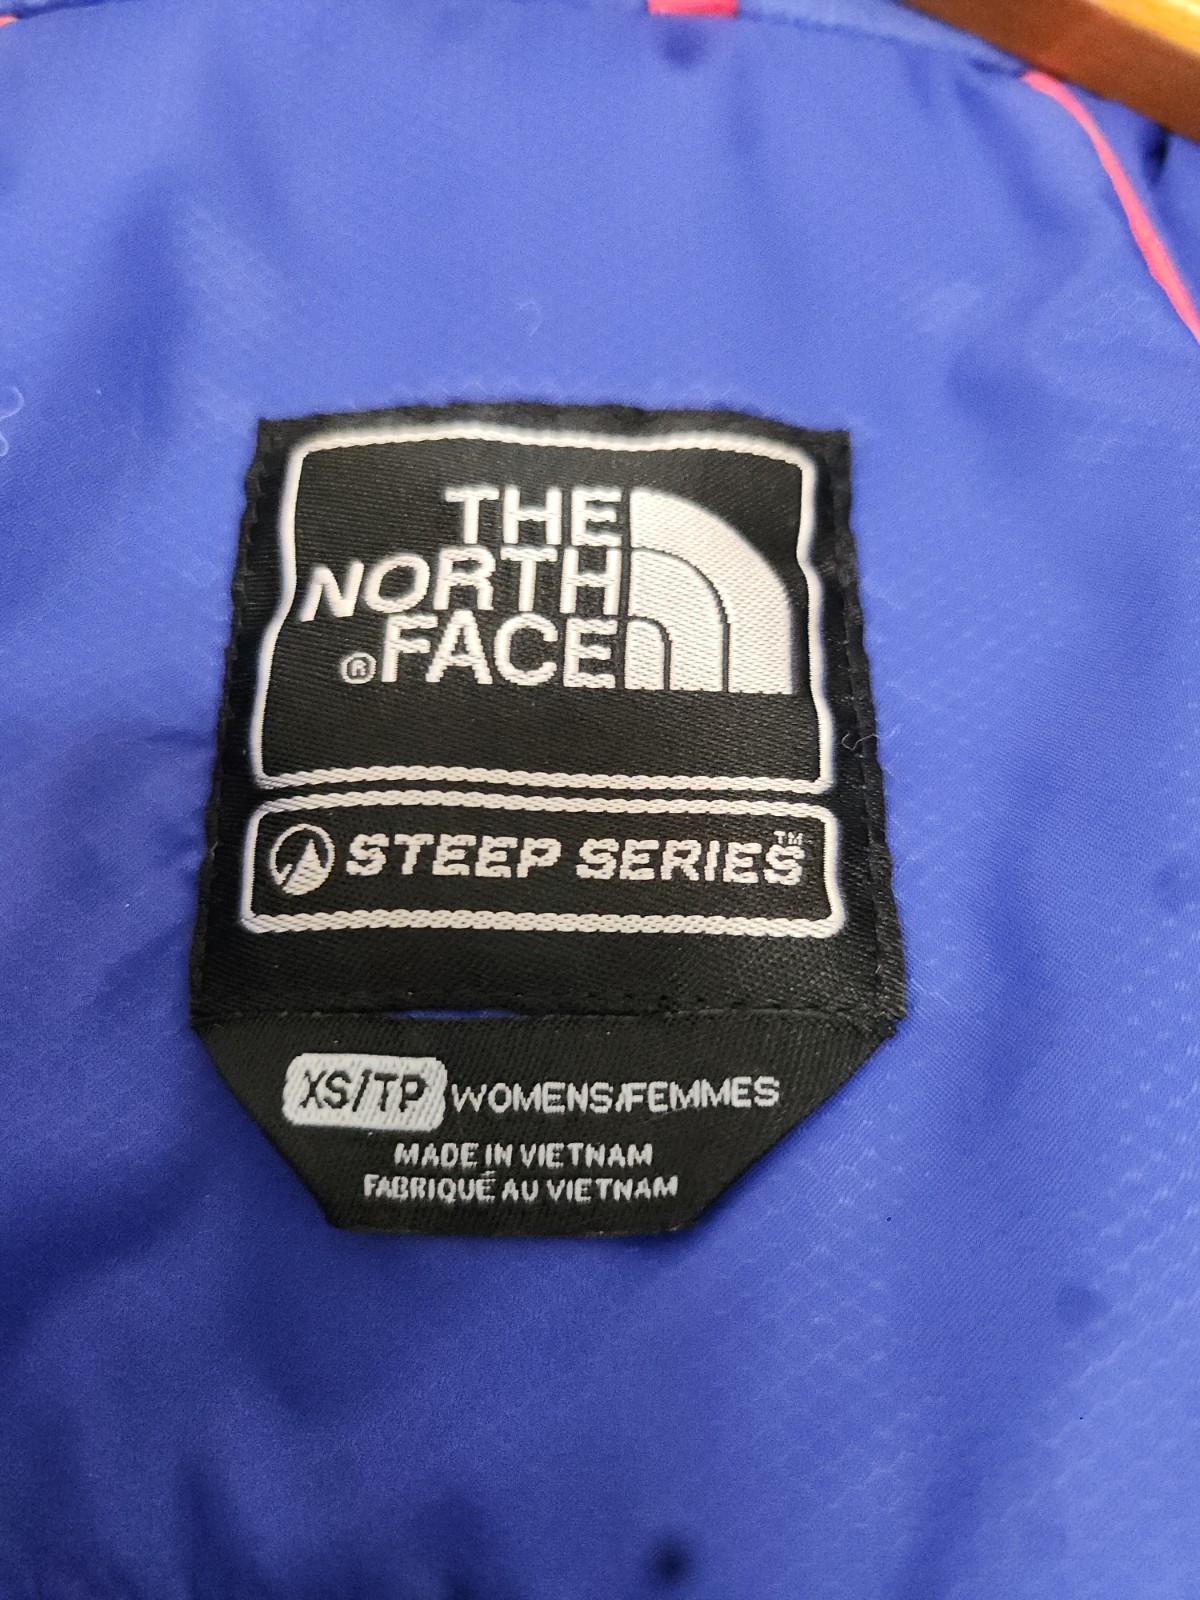 THE
NORTH
®FACE
STEEP SERIES™
XS/TP WOMENS/FEMMES
MADE IN VIETNAM
FABRIQUÉ AU VIETNAM